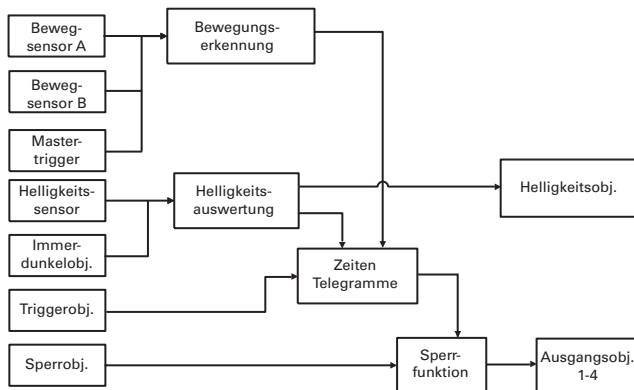 Beweg-
sensor A
Beweg-
sensor B
Master-
trigger
Helligkeits-
sensor
Immer-
dunkelobj.
Triggerobj.
Sperrobj.
Bewegungs-
erkennung
Helligkeits-
auswertung
Zeiten
Telegramme
Sperr-
funktion
Helligkeitsobj.
Ausgangsobj.
1-4